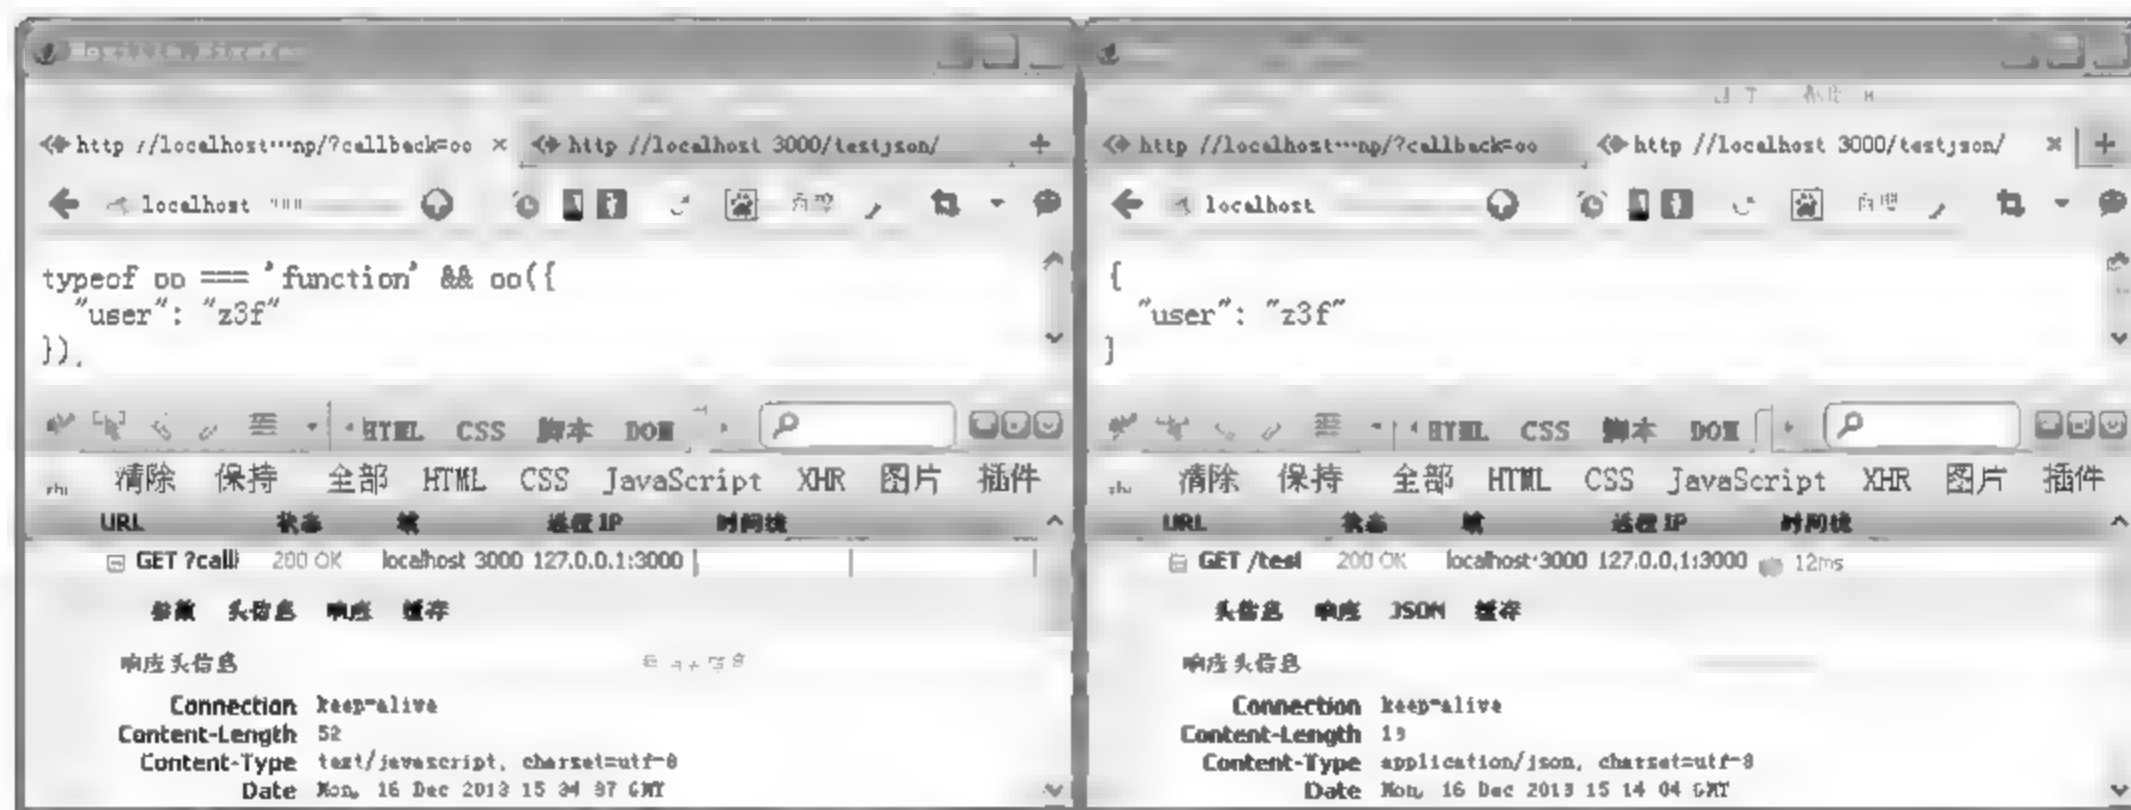 http //localhost…np/?callback=oo × http //localhost 3000/testjson/ +
localhost
typeof oo === 'function' && oo({
"user": "z3f"
}),
HTML CSS 脚本 DOM
清除 保持 全部 HTML CSS JavaScript XHR 图片 插件
URL 状态 域 远程 IP 时间线
GET ?call 200 OK localhost 3000 127.0.0.1:3000
参数 头信息 响应 缓存
响应头信息
Connection keep-alive
Content-Length 52
Content-Type text/javascript, charset=utf-8
Date Mon, 16 Dec 2013 15
http //localhost…np/?callback=oo http //localhost 3000/testjson/ × +
localhost
{
"user": "z3f"
}
HTML CSS 脚本 DOM
清除 保持 全部 HTML CSS JavaScript XHR 图片 插件
URL 状态 域 远程 IP 时间线
GET /test 200 OK localhost:3000 127.0.0.1:3000 12ms
头信息 响应 JSON 缓存
响应头信息
Connection keep-alive
Content-Length
Content-Type application/json, charset=utf-8
Date Mon, 16 Dec 2013 15 14 04 GMT